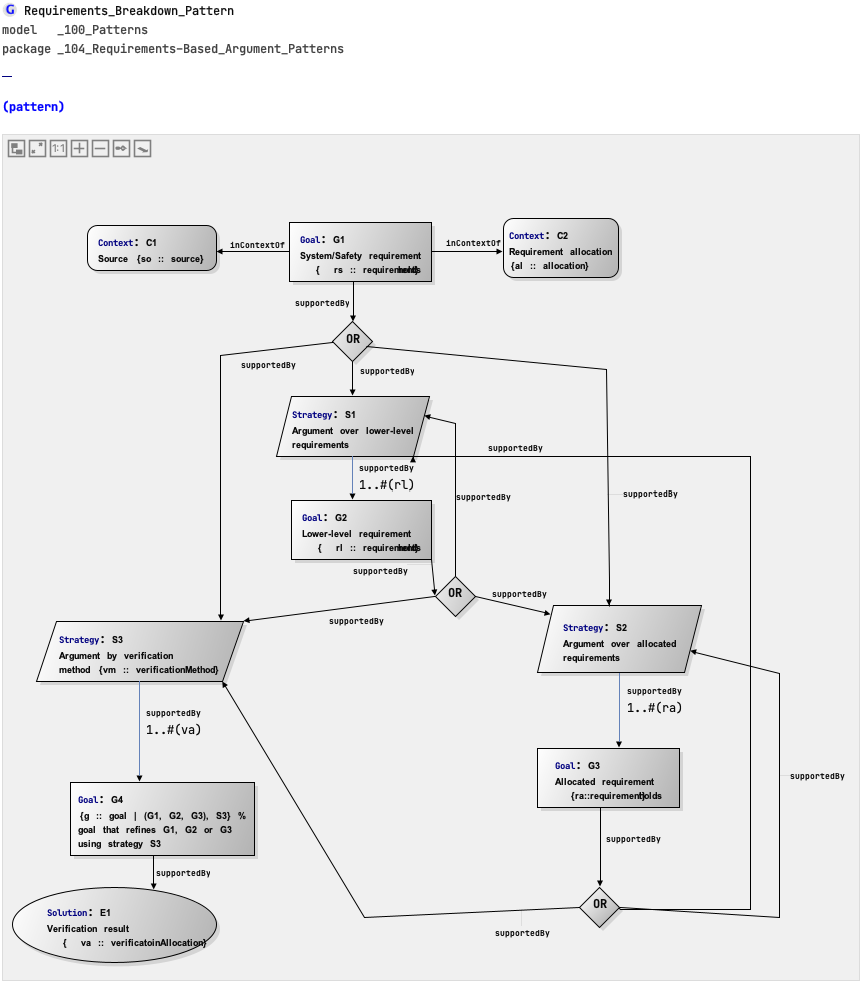 G Requirements_Breakdown_Pattern
model _100_Patterns
package _104_Requirements-Based_Argument_Patterns
(pattern)
1:1
Context: C1
Source {so :: source}
inContextOf
Goal: G1
System/Safety requirement
{ rs :: requirement} holds
inContextOf
Context: C2
Requirement allocation
{al :: allocation}
supportedBy
OR
supportedBy
supportedBy
Strategy: S1
Argument over lower-level
requirements
supportedBy
supportedBy
1..#(rl)
supportedBy
supportedBy
Goal: G2
Lower-level requirement
{ rl :: requirement} holds
supportedBy
OR
supportedBy
supportedBy
Strategy: S3
Argument by verification
method {vm :: verificationMethod}
Strategy: S2
Argument over allocated
requirements
supportedBy
1..#(ra)
supportedBy
1..#(va)
Goal: G3
Allocated requirement
{ra::requirement} holds
supportedBy
Goal: G4
{g :: goal | (G1, G2, G3), S3} %
goal that refines G1, G2 or G3
using strategy S3
supportedBy
supportedBy
OR
Solution: E1
Verification result
{ va :: verificatoinAllocation}
supportedBy